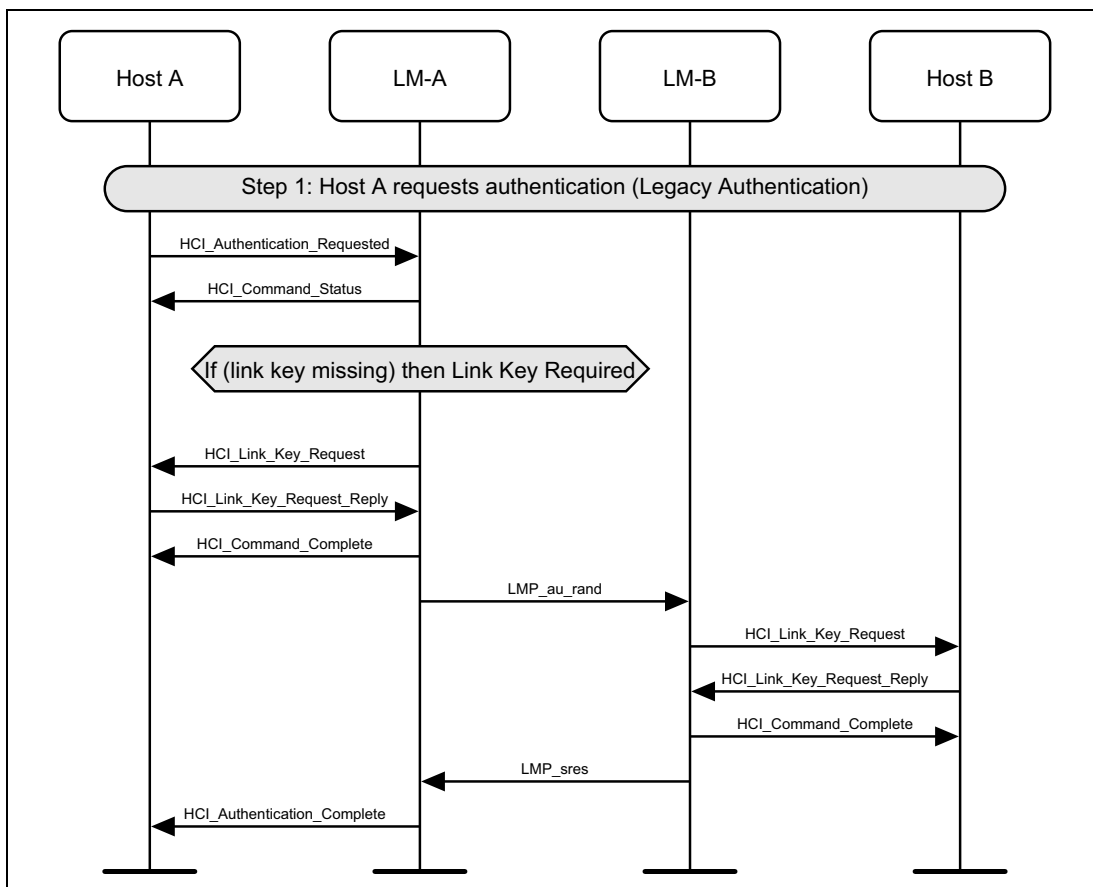 Host A
LM-A
LM-B
Host B
Step 1: Host A requests authentication (Legacy Authentication)
HCI_Authentication_Requested
HCI_Command_Status
If (link key missing) then Link Key Required
HCI_Link_Key_Request
HCI_Link_Key_Request_Reply
HCI_Command_Complete
LMP_au_rand
HCI_Link_Key_Request
HCI_Link_Key_Request_Reply
HCI_Command_Complete
LMP_sres
HCI_Authentication_Complete